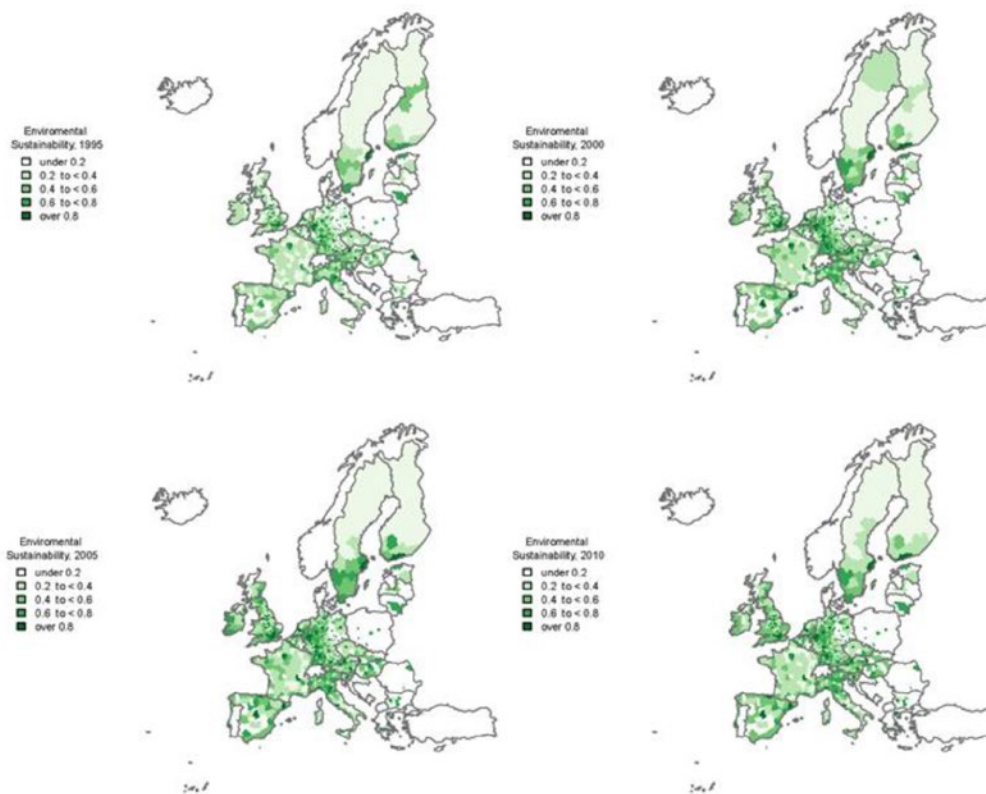 Enviromental
Sustainability, 1995
under 0.2
0.2 to < 0.4
0.4 to < 0.6
0.6 to < 0.8
over 0.8
Enviromental
Sustainability, 2000
under 0.2
0.2 to < 0.4
0.4 to < 0.6
0.6 to < 0.8
over 0.8
Enviromental
Sustainability, 2005
under 0.2
0.2 to < 0.4
0.4 to < 0.6
0.6 to < 0.8
over 0.8
Enviromental
Sustainability, 2010
under 0.2
0.2 to < 0.4
0.4 to < 0.6
0.6 to < 0.8
over 0.8